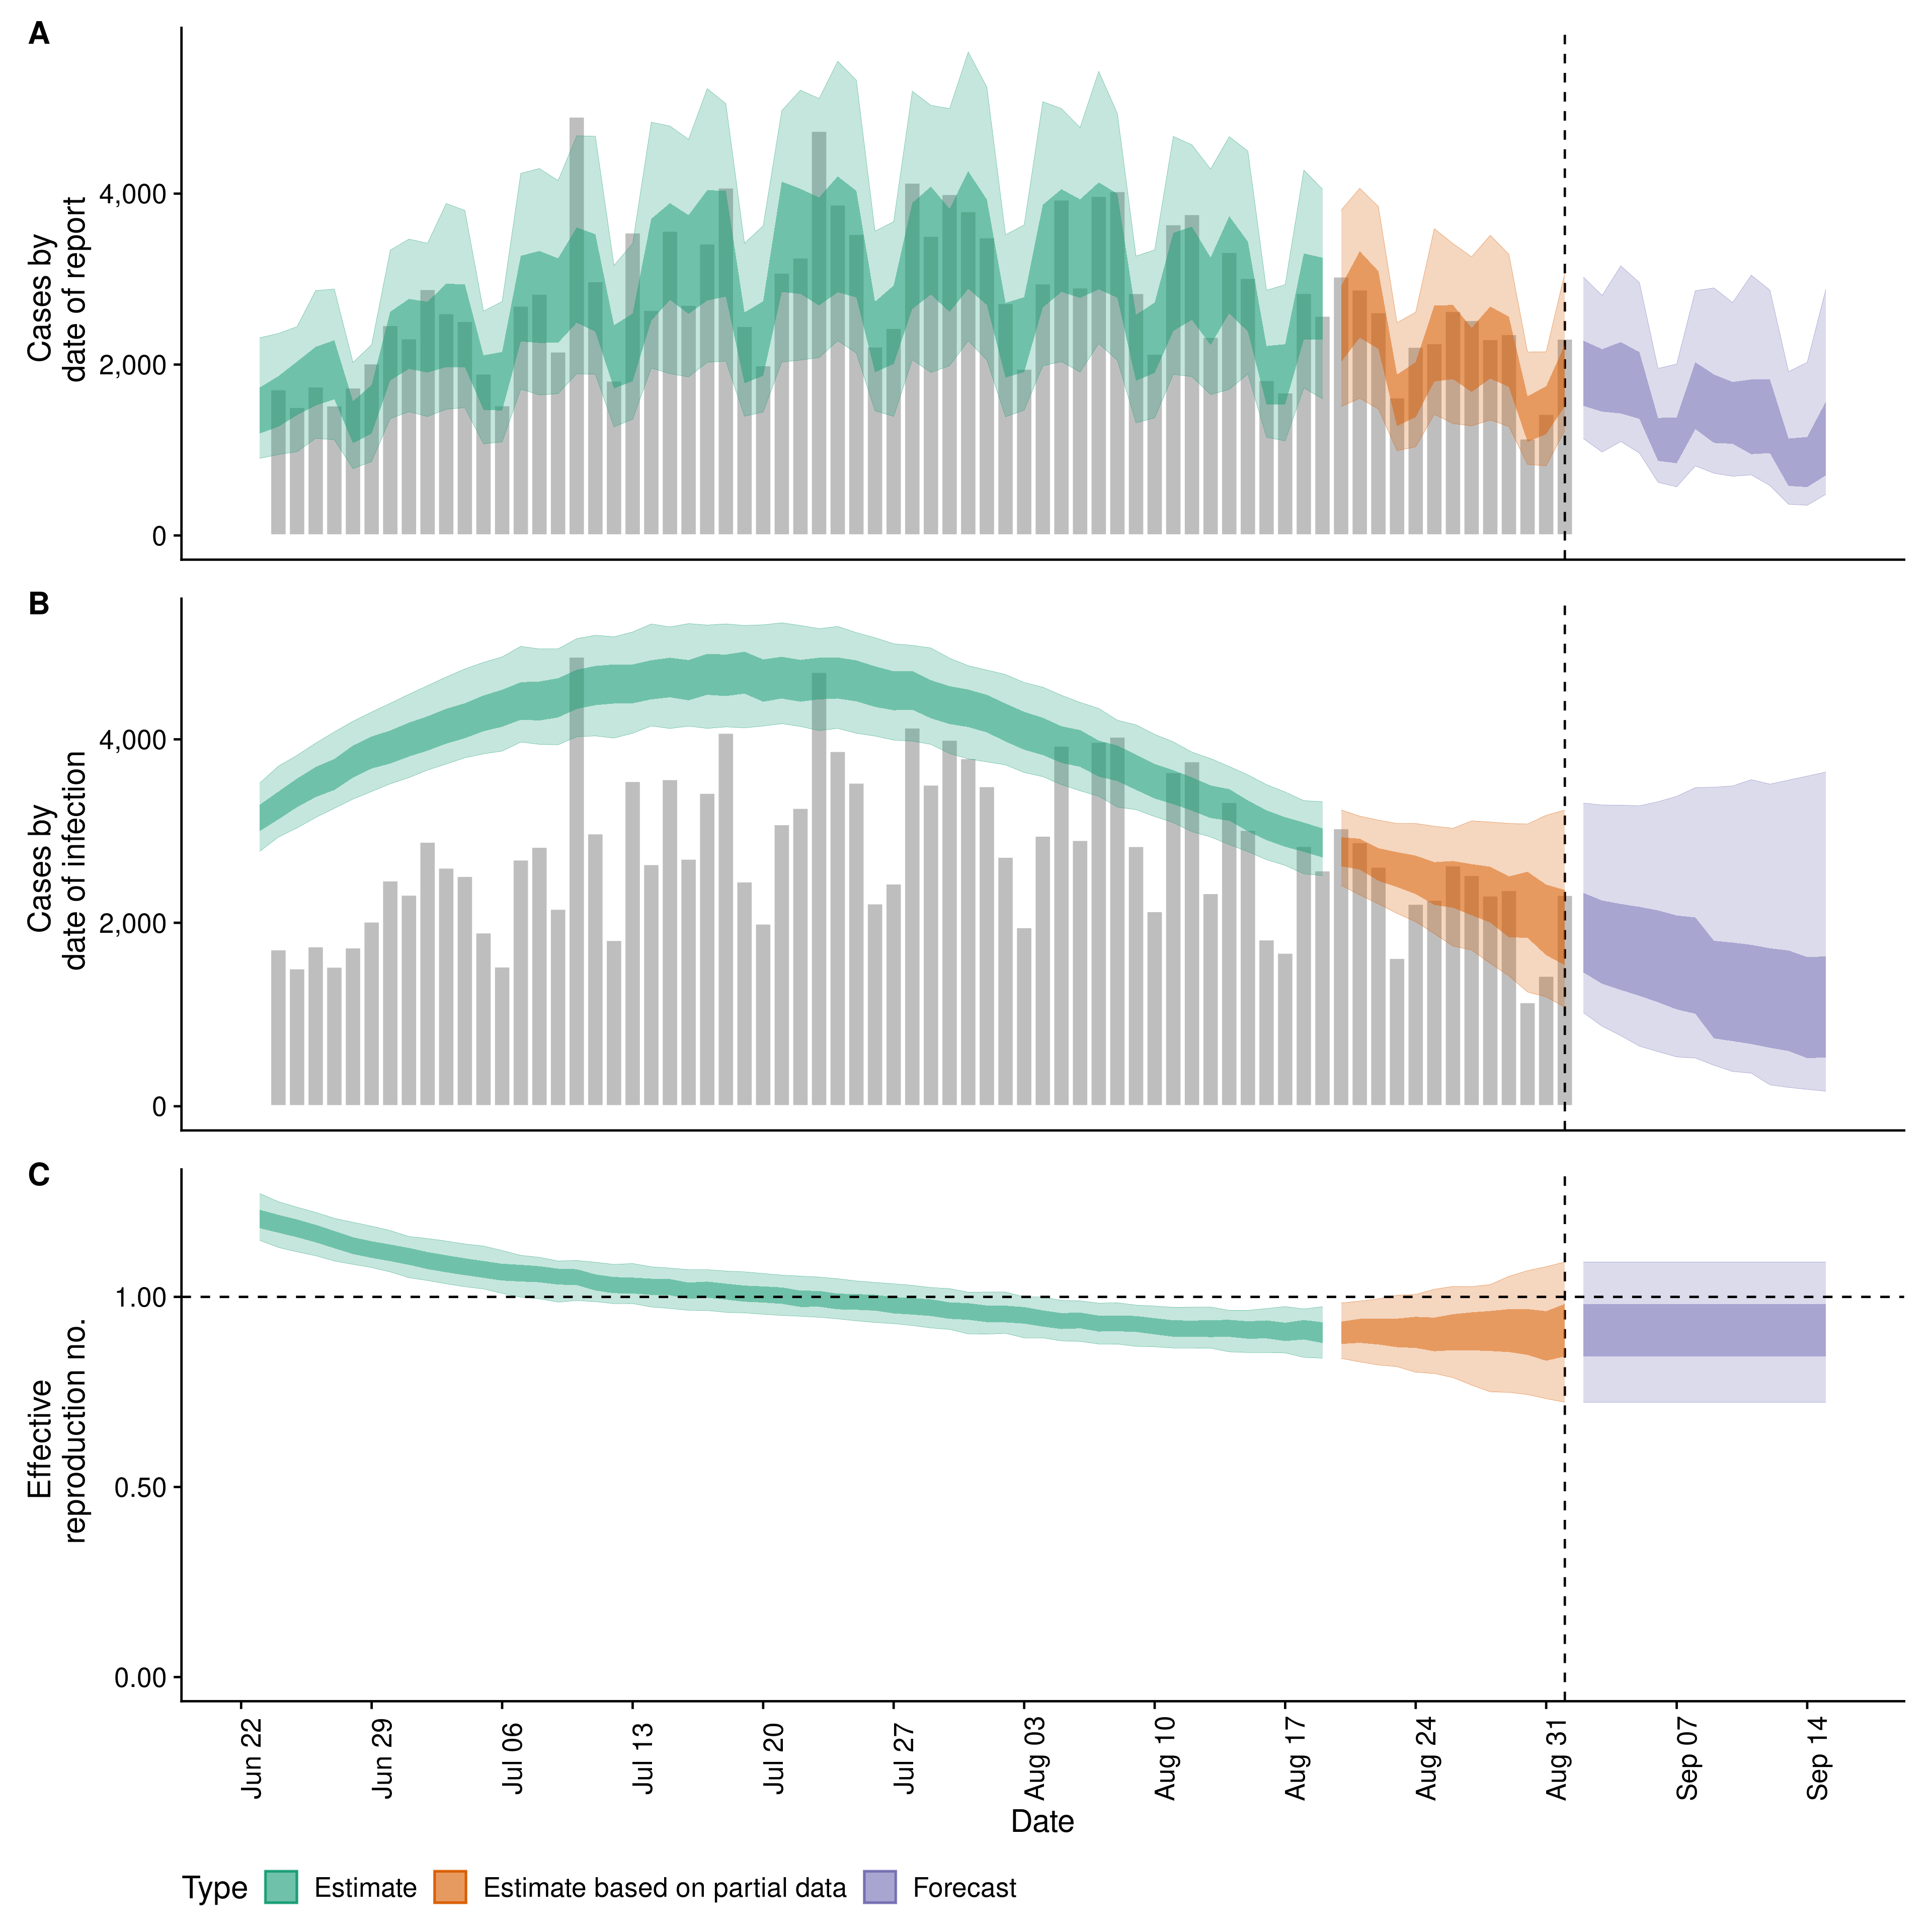 A
Cases by
date of report
4,000
2,000
0
B
Cases by
date of infection
4,000
2,000
0
C
Effective
reproduction no.
1.00
0.50
0.00
Jun 22
Jun 29
Jul 06
Jul 13
Jul 20
Jul 27
Aug 03
Aug 10
Aug 17
Aug 24
Aug 31
Sep 07
Sep 14
Date
Type Estimate Estimate based on partial data Forecast